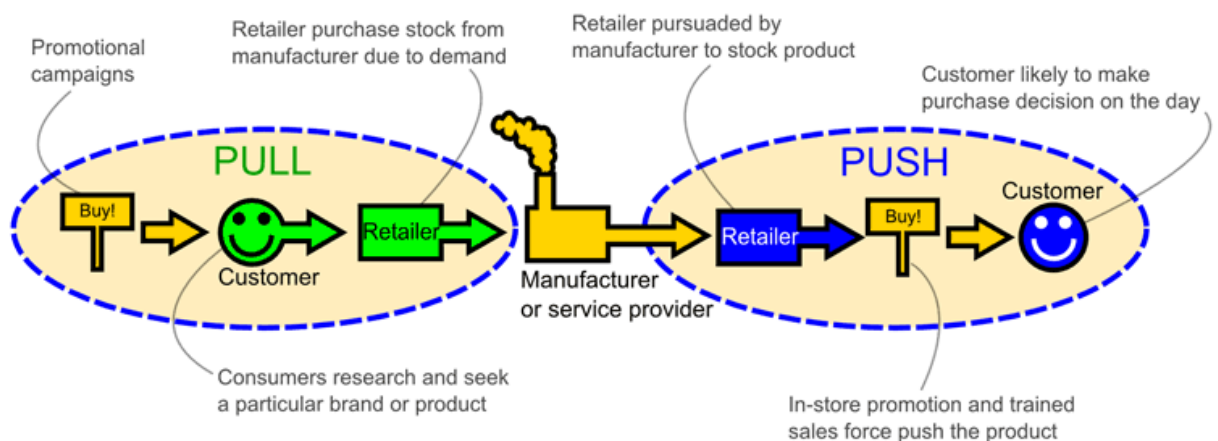 Promotional
campaigns
Retailer purchase stock from
manufacturer due to demand
Retailer pursuaded by
manufacturer to stock product
Customer likely to make
purchase decision on the day
PULL
PUSH
Buy!
Customer
Retailer
Manufacturer
or service provider
Retailer
Buy!
Customer
Consumers research and seek
a particular brand or product
In-store promotion and trained
sales force push the product